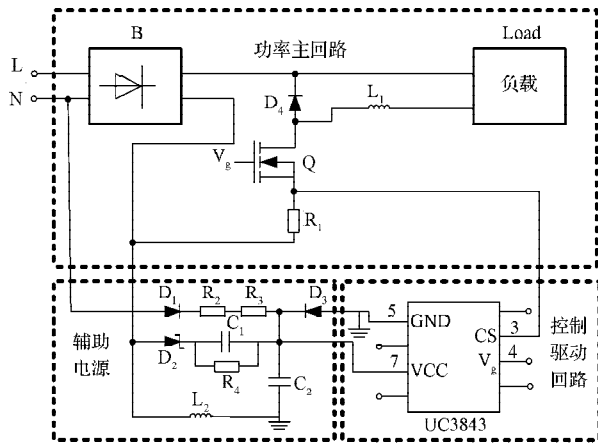 B
功率主回路
Load
L
N
负载
D4
L1
Vg
Q
R1
D1
R2
R3
D3
C1
辅助
电源
D2
R4
C2
L2
5
GND
CS
3
控制
驱动
回路
7
VCC
Vg
4
UC3843